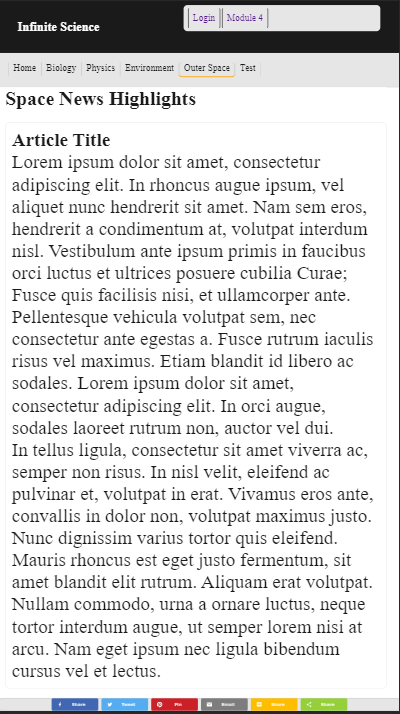 Infinite Science
Login Module 4
Home Biology Physics Environment Outer Space Test
Space News Highlights
Article Title
Lorem ipsum dolor sit amet, consectetur
adipiscing elit. In rhoncus augue ipsum, vel
aliquet nunc hendrerit sit amet. Nam sem eros,
hendrerit a condimentum at, volutpat interdum
nisl. Vestibulum ante ipsum primis in faucibus
orci luctus et ultrices posuere cubilia Curae;
Fusce quis facilisis nisi, et ullamcorper ante.
Pellentesque vehicula volutpat sem, nec
consectetur ante egestas a. Fusce rutrum iaculis
risus vel maximus. Etiam blandit id libero ac
sodales. Lorem ipsum dolor sit amet,
consectetur adipiscing elit. In orci augue,
sodales laoreet rutrum non, auctor vel dui.
In tellus ligula, consectetur sit amet viverra ac,
semper non risus. In nisl velit, eleifend ac
pulvinar et, volutpat in erat. Vivamus eros ante,
convallis in dolor non, volutpat maximus justo.
Nunc dignissim varius tortor quis eleifend.
Mauris rhoncus est eget justo fermentum, sit
amet blandit elit rutrum. Aliquam erat volutpat.
Nullam commodo, urna a ornare luctus, neque
tortor interdum augue, ut semper lorem nisi at
arcu. Nam eget ipsum nec ligula bibendum
cursus vel et lectus.
Share Tweet Pin Email Share Share